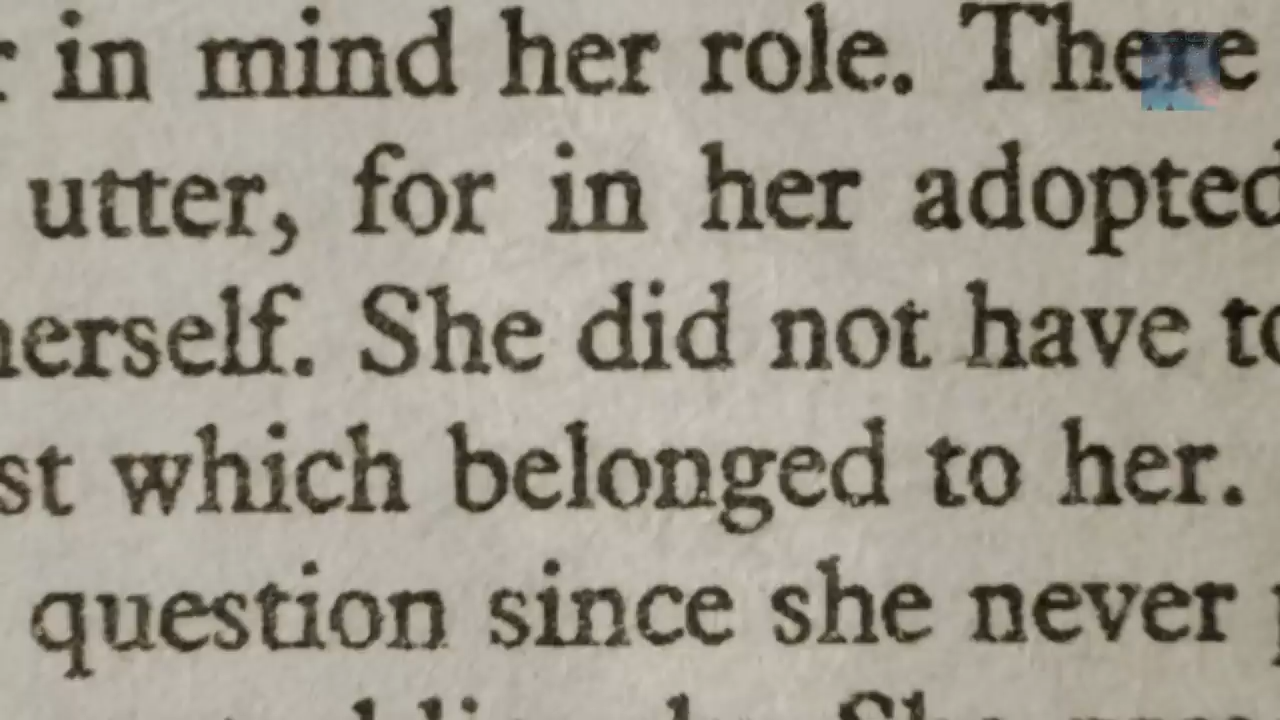 in mind her role. There
utter, for in her adopted
herself. She did not have to
which belonged to her.
question since she never
She